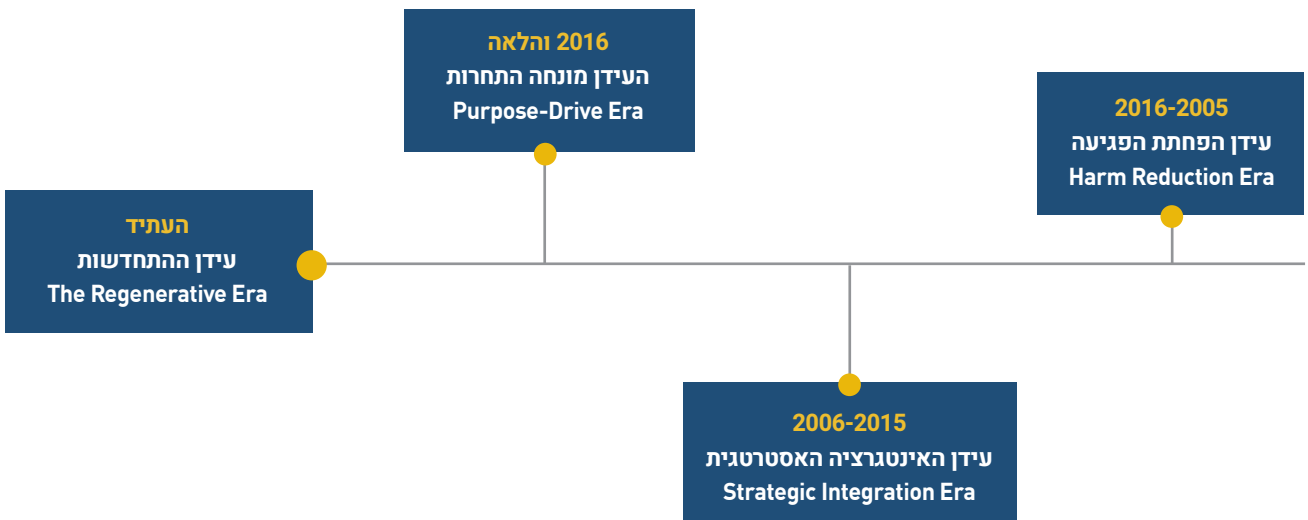 2016-2005
עידן הפחתת הפגיעה
Harm Reduction Era
2006-2015
עידן האינטגרציה האסטרטגית
Strategic Integration Era
2016 והלאה
העידן מונחה התחרות
Purpose-Drive Era
העתיד
עידן ההתחדשות
The Regenerative Era